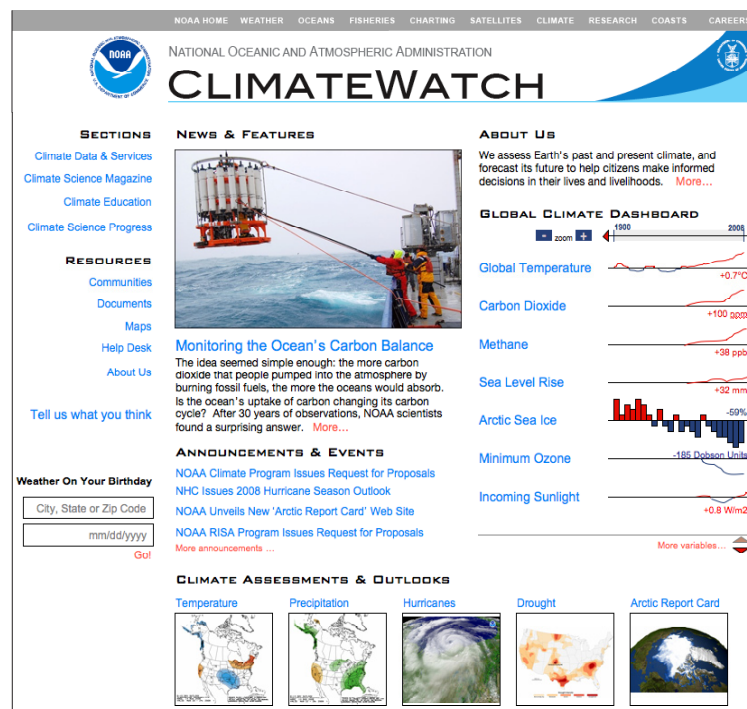 NOAA HOME WEATHER OCEANS FISHERIES CHARTING SATELLITES CLIMATE RESEARCH COASTS CAREERS
NOAA
NATIONAL OCEANIC AND ATMOSPHERIC ADMINISTRATION
CLIMATEWATCH
SECTIONS
Climate Data & Services
Climate Science Magazine
Climate Education
Climate Science Progress
RESOURCES
Communities
Documents
Maps
Help Desk
About Us
Tell us what you think
Weather On Your Birthday
City, State or Zip Code
mm/dd/yyyy
Go!
NEWS & FEATURES
Monitoring the Ocean's Carbon Balance
The idea seemed simple enough: the more carbon
dioxide that people pumped into the atmosphere by
burning fossil fuels, the more the oceans would absorb.
Is the ocean's uptake of carbon changing its carbon
cycle? After 30 years of observations, NOAA scientists
found a surprising answer. More...
ANNOUNCEMENTS & EVENTS
NOAA Climate Program Issues Request for Proposals
NHC Issues 2008 Hurricane Season Outlook
NOAA Unveils New 'Arctic Report Card' Web Site
NOAA RISA Program Issues Request for Proposals
More announcements ...
ABOUT US
We assess Earth's past and present climate, and
forecast its future to help citizens make informed
decisions in their lives and livelihoods. More...
GLOBAL CLIMATE DASHBOARD
- zoom + 1900 2008
Global Temperature
+0.7°C
Carbon Dioxide
+100 ppm
Methane
+38 ppb
Sea Level Rise
+32 mm
Arctic Sea Ice
-59%
Minimum Ozone
-185 Dobson Units
Incoming Sunlight
+0.8 W/m2
More variables...
CLIMATE ASSESSMENTS & OUTLOOKS
Temperature Precipitation Hurricanes Drought Arctic Report Card